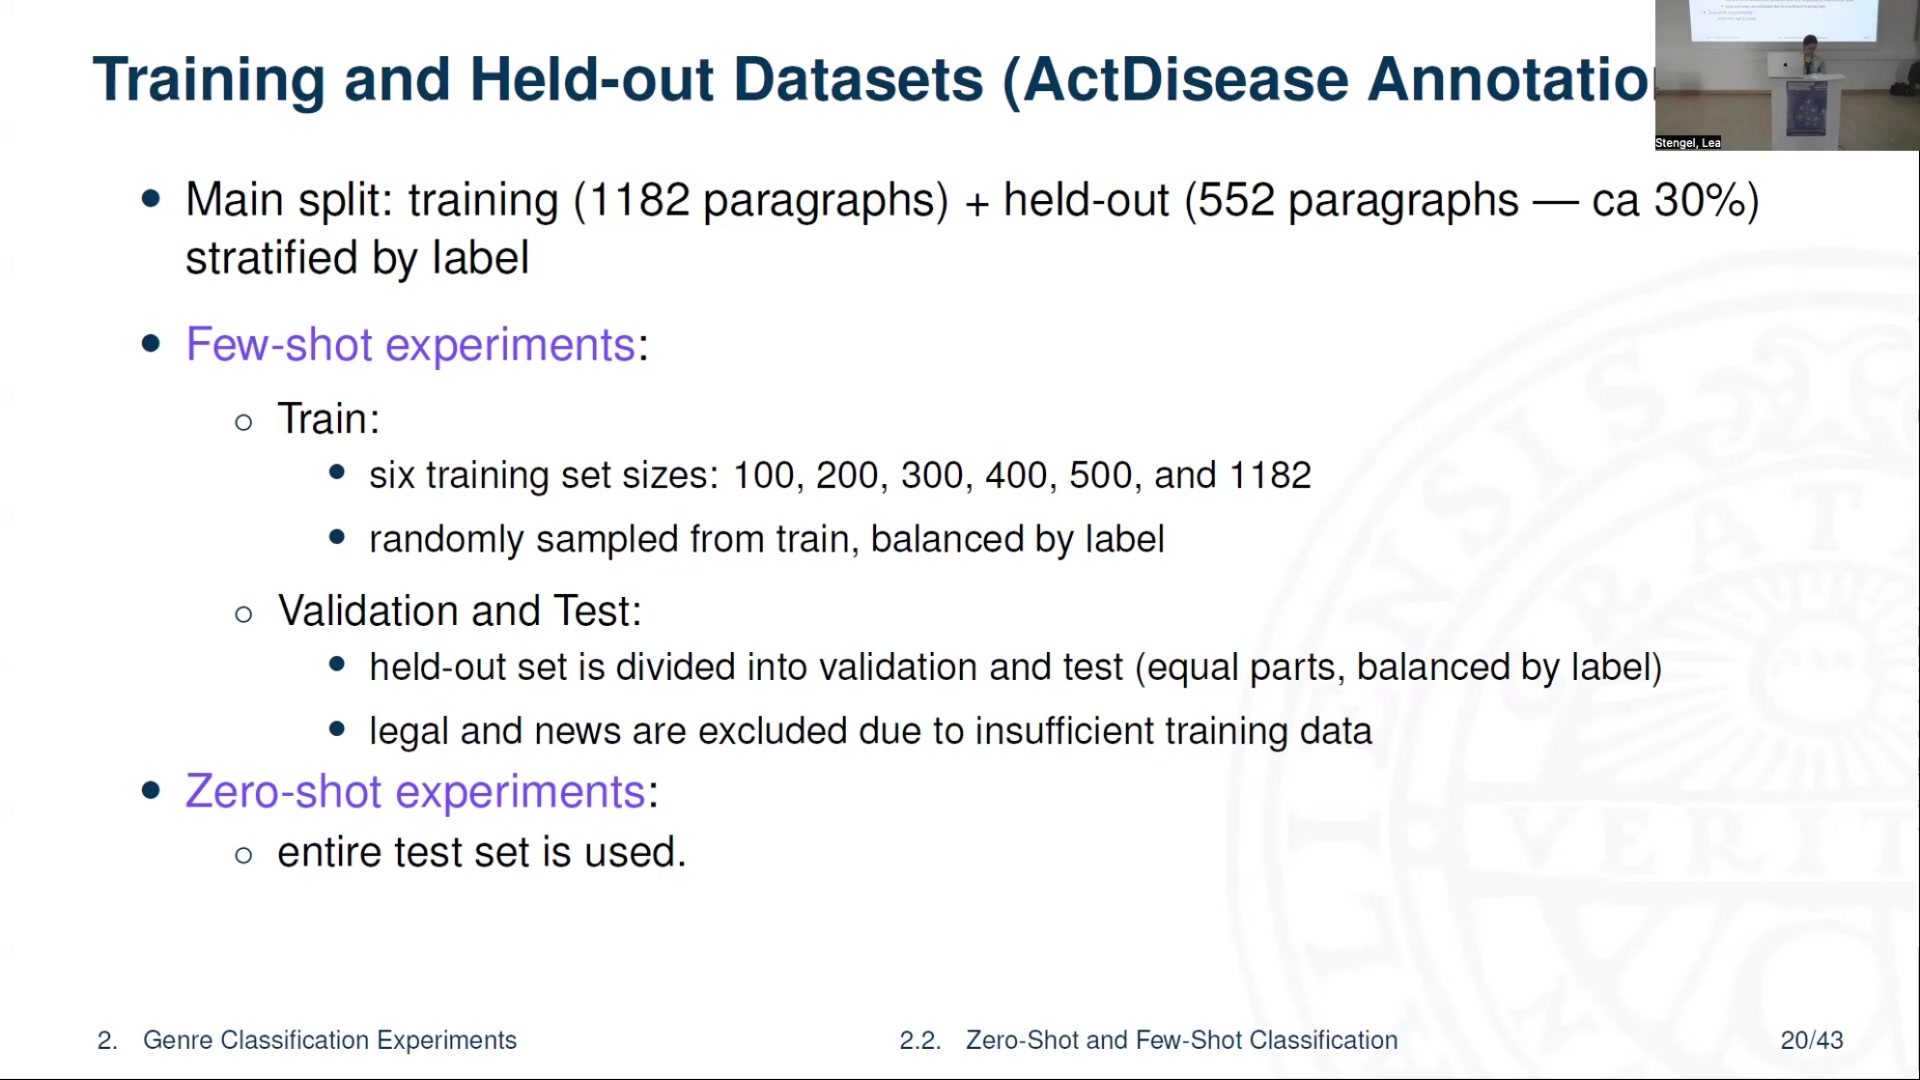 Training and Held-out Datasets (ActDisease Annotatio
Stengel, Lea
Main split: training (1182 paragraphs) + held-out (552 paragraphs — ca 30%)
stratified by label
Few-shot experiments:
Train:
six training set sizes: 100, 200, 300, 400, 500, and 1182
randomly sampled from train, balanced by label
Validation and Test:
held-out set is divided into validation and test (equal parts, balanced by label)
legal and news are excluded due to insufficient training data
Zero-shot experiments:
entire test set is used.
2. Genre Classification Experiments
2.2. Zero-Shot and Few-Shot Classification
20/43